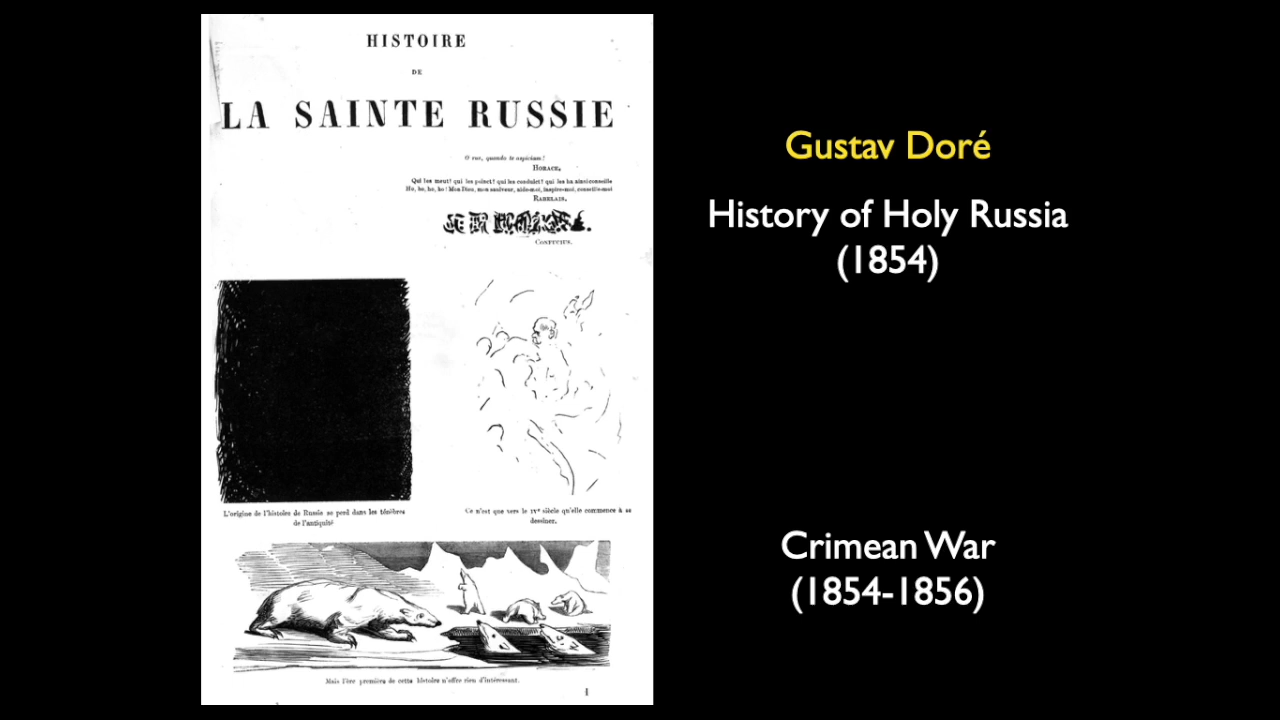 HISTOIRE
DE
LA SAINTE RUSSIE
O rus, quando te aspiciam!
HORACE.
Qui les meut? qui les poinct? qui les conduict? qui les ha ainsi conseille
Ho, ho, ho, ho! Mon Dieu, mon saulveur, aide-moi, inspire-moi, conseille-moi
RABELAIS.
CONFUCIUS.
L'origine de l'histoire de Russie se perd dans les ténèbres
de l'antiquité
Ce n'est que vers le IVe siècle qu'elle commence à se
dessiner.
Mais l'ère première de cette histoire n'offre rien d'intéressant.
Gustav Doré
History of Holy Russia
(1854)
Crimean War
(1854-1856)